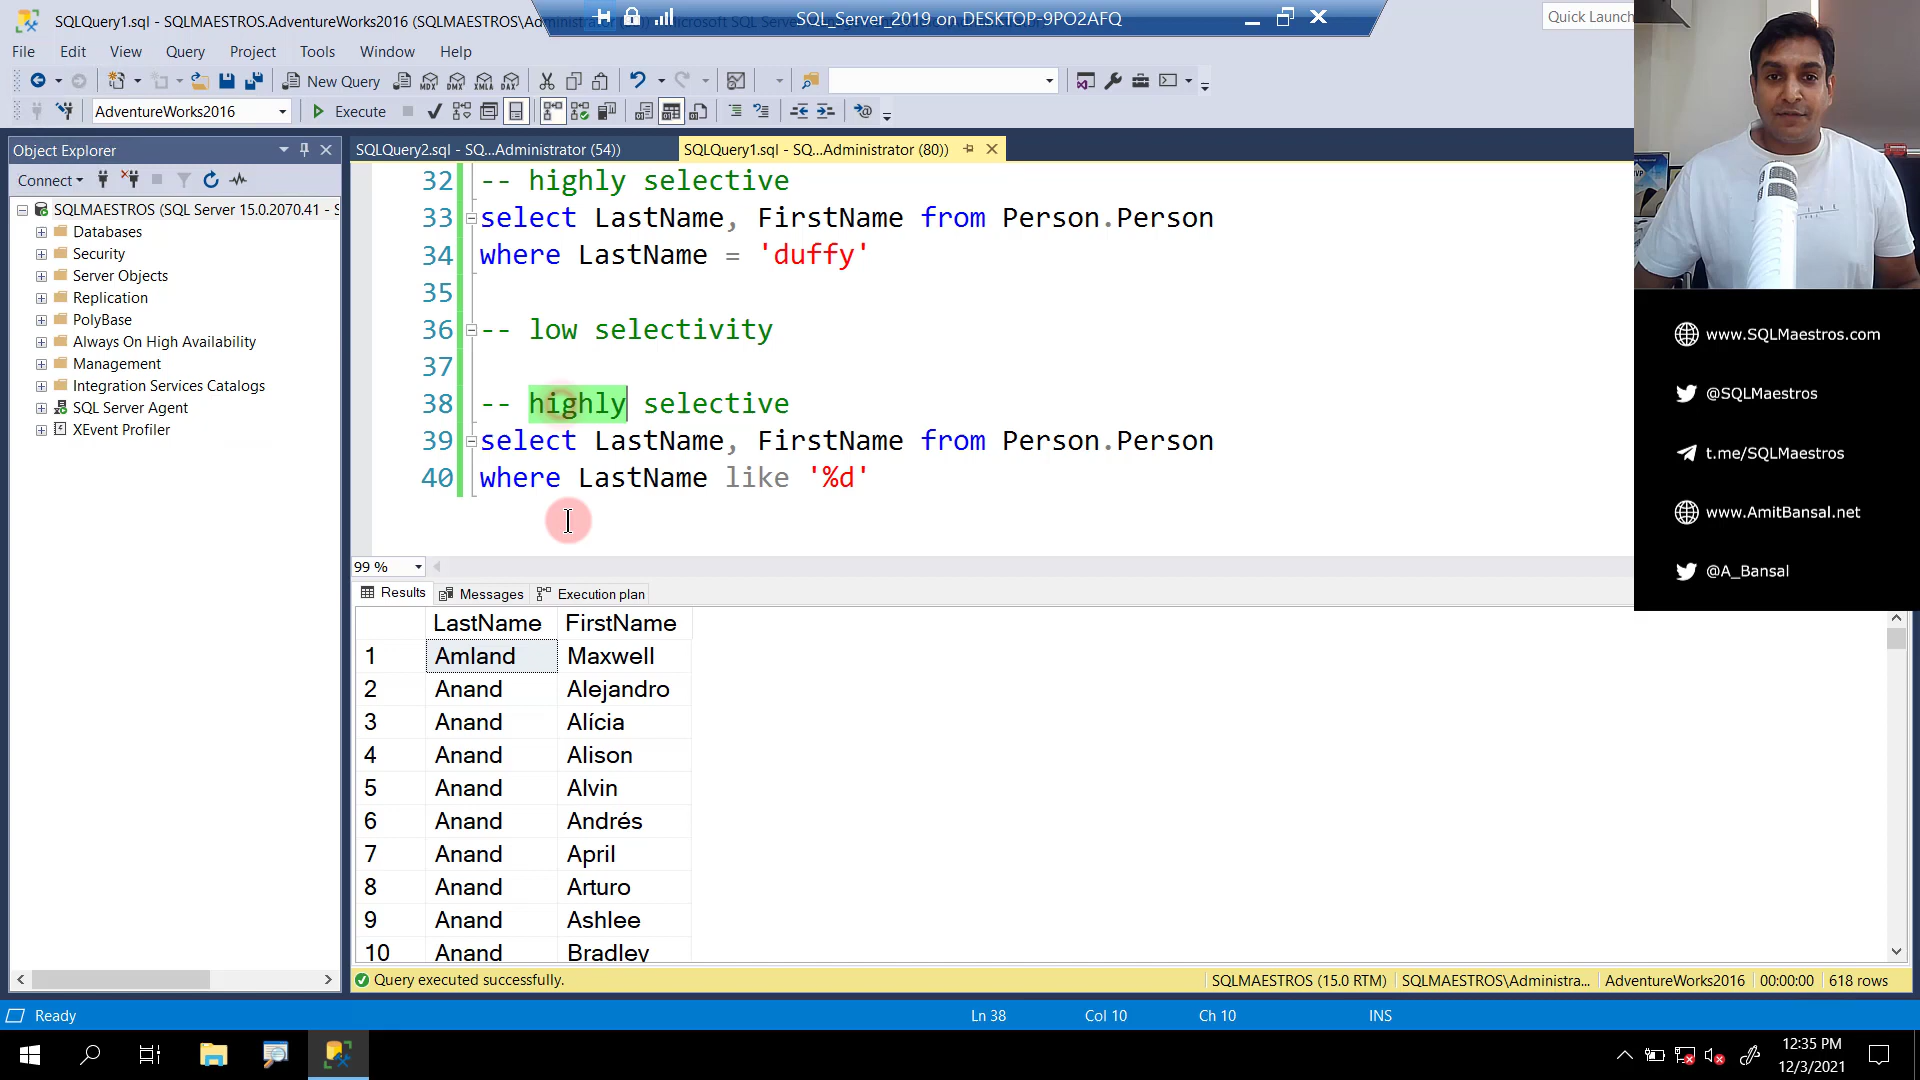 SQLQuery1.sql - SQLMAESTROS.AdventureWorks2016 (SQLMAESTROS\Administrator
SQL_Server_2019 on DESKTOP-9PO2AFQ
Quick Launch
File Edit View Query Project Tools Window Help
New Query
AdventureWorks2016
Execute
Object Explorer
SQLQuery2.sql - SQ...Administrator (54))
SQLQuery1.sql - SQ...Administrator (80))
Connect
SQLMAESTROS (SQL Server 15.0.2070.41 - S
Databases
Security
Server Objects
Replication
PolyBase
Always On High Availability
Management
Integration Services Catalogs
SQL Server Agent
XEvent Profiler
32 -- highly selective
33 select LastName, FirstName from Person.Person
34 where LastName = 'duffy'
35
36 -- low selectivity
37
38 -- highly selective
39 select LastName, FirstName from Person.Person
40 where LastName like '%d'
99 %
Results Messages Execution plan
LastName FirstName
1 Amland Maxwell
2 Anand Alejandro
3 Anand Alícia
4 Anand Alison
5 Anand Alvin
6 Anand Andrés
7 Anand April
8 Anand Arturo
9 Anand Ashlee
10 Anand Bradley
Query executed successfully.
SQLMAESTROS (15.0 RTM) SQLMAESTROS\Administra... AdventureWorks2016 00:00:00 618 rows
Ready
Ln 38 Col 10 Ch 10 INS
www.SQLMaestros.com
@SQLMaestros
t.me/SQLMaestros
www.AmitBansal.net
@A_Bansal
12:35 PM
12/3/2021